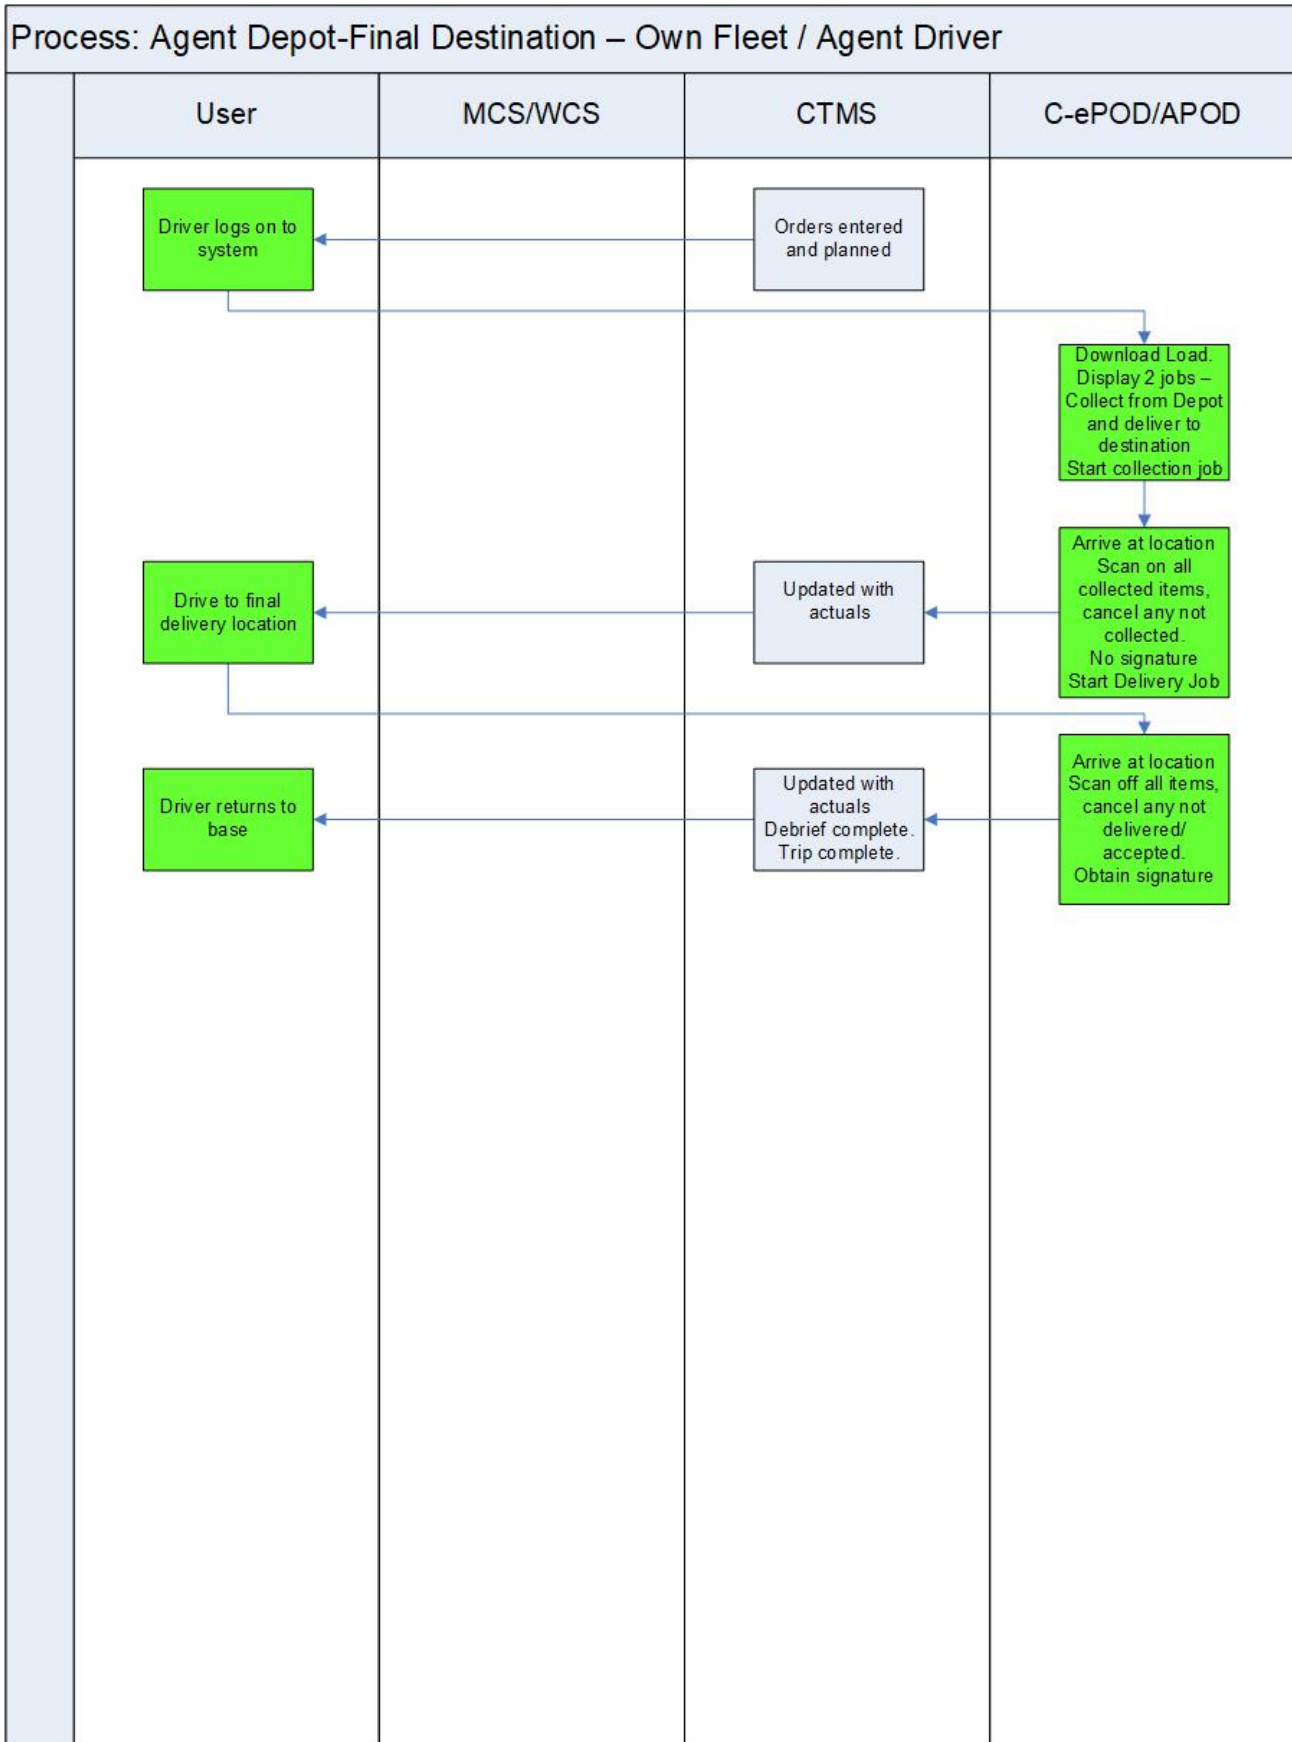 Process: Agent Depot-Final Destination – Own Fleet / Agent Driver
User
MCS/WCS
CTMS
C-ePOD/APOD
Driver logs on to
system
Orders entered
and planned
Download Load.
Display 2 jobs –
Collect from Depot
and deliver to
destination
Start collection job
Drive to final
delivery location
Updated with
actuals
Arrive at location
Scan on all
collected items,
cancel any not
collected.
No signature
Start Delivery Job
Driver returns to
base
Updated with
actuals
Debrief complete.
Trip complete.
Arrive at location
Scan off all items,
cancel any not
delivered/
accepted.
Obtain signature